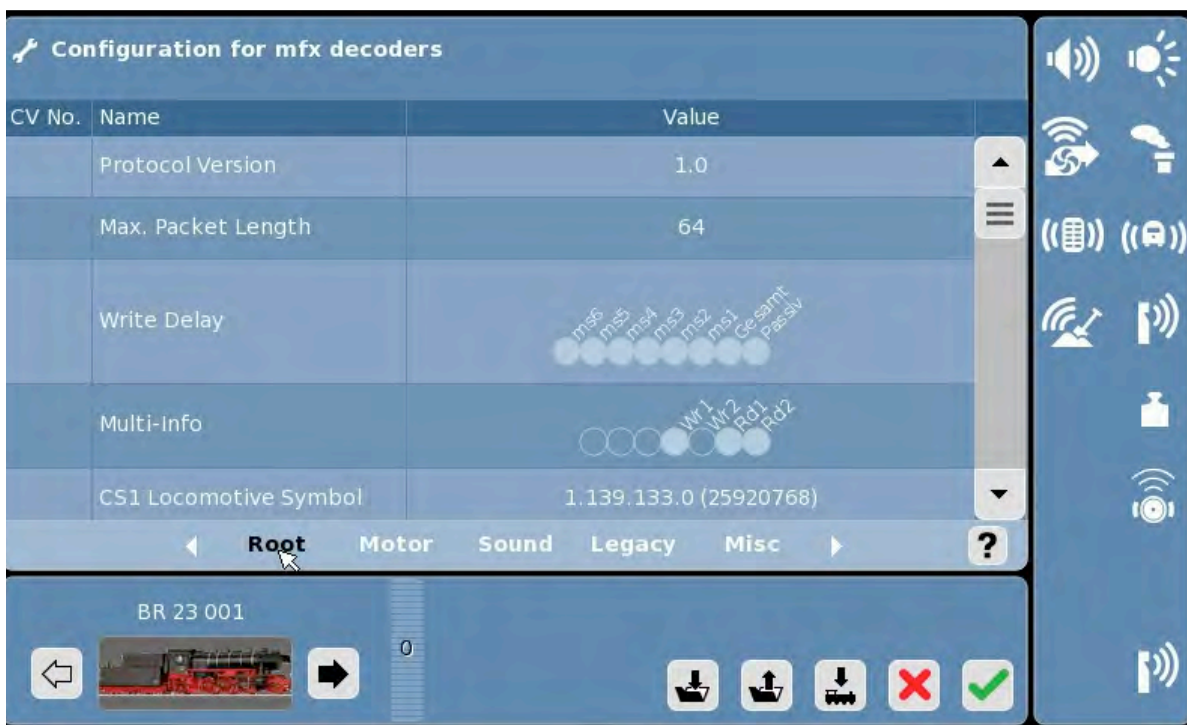 Configuration for mfx decoders
CV No. Name Value
Protocol Version 1.0
Max. Packet Length 64
Write Delay ms6 ms5 ms4 ms3 ms2 ms1 Gesamt Passiv
Multi-Info Wr1 Wr2 Rd1 Rd2
CS1 Locomotive Symbol 1.139.133.0 (25920768)
Root Motor Sound Legacy Misc ?
BR 23 001
0